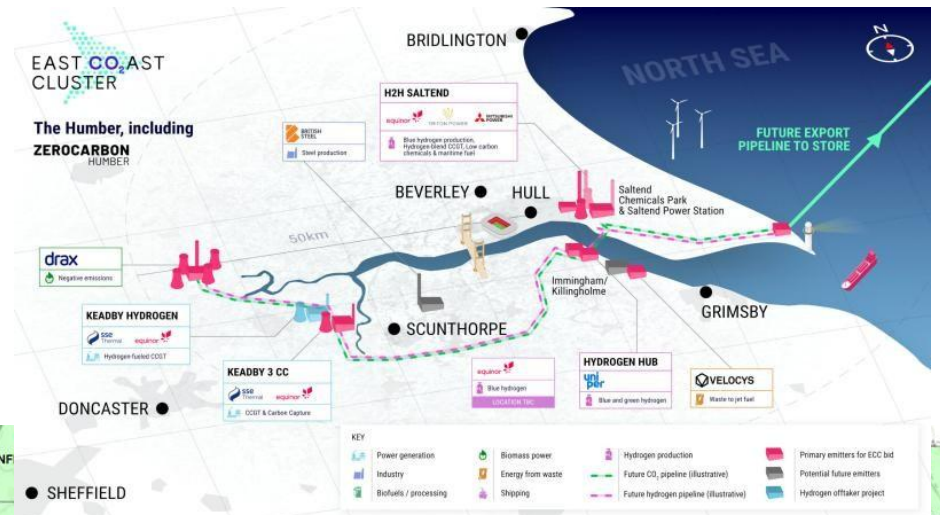 EAST CO₂AST
CLUSTER
The Humber, including
ZEROCARBON
HUMBER
BRIDLINGTON
NORTH SEA
N
H2H SALTEND
equinor
TRITON POWER
MITSUBISHI
POWER
Blue hydrogen production,
Hydrogen blend CCGT, Low carbon
chemicals & maritime fuel
BRITISH
STEEL
Steel production
FUTURE EXPORT
PIPELINE TO STORE
BEVERLEY
HULL
Saltend
Chemicals Park
& Saltend Power Station
50km
drax
Negative emissions
Immingham/
Killingholme
GRIMSBY
KEADBY HYDROGEN
sse
Thermal
equinor
Hydrogen fueled CCGT
SCUNTHORPE
KEADBY 3 CC
sse
Thermal
equinor
CCGT & Carbon Capture
equinor
Blue hydrogen
LOCATION TBC
HYDROGEN HUB
uni
per
Blue and green hydrogen
VELOCYS
Waste to jet fuel
DONCASTER
SHEFFIELD
KEY
Power generation
Industry
Biofuels / processing
Biomass power
Energy from waste
Shipping
Hydrogen production
Future CO₂ pipeline (illustrative)
Future hydrogen pipeline (illustrative)
Primary emitters for ECC bid
Potential future emitters
Hydrogen offtaker project